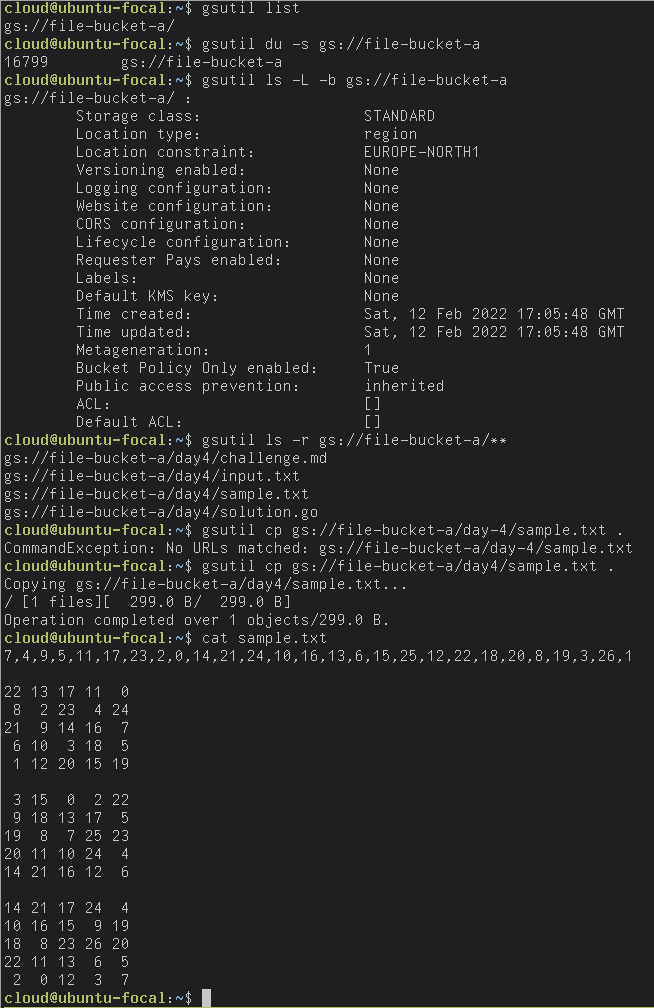 cloud@ubuntu-focal:~$ gsutil list
gs://file-bucket-a/
cloud@ubuntu-focal:~$ gsutil du -s gs://file-bucket-a
16799        gs://file-bucket-a
cloud@ubuntu-focal:~$ gsutil ls -L -b gs://file-bucket-a
gs://file-bucket-a/ :
        Storage class:                  STANDARD
        Location type:                  region
        Location constraint:            EUROPE-NORTH1
        Versioning enabled:             None
        Logging configuration:          None
        Website configuration:          None
        CORS configuration:             None
        Lifecycle configuration:        None
        Requester Pays enabled:         None
        Labels:                         None
        Default KMS key:                None
        Time created:                   Sat, 12 Feb 2022 17:05:48 GMT
        Time updated:                   Sat, 12 Feb 2022 17:05:48 GMT
        Metageneration:                 1
        Bucket Policy Only enabled:     True
        Public access prevention:       inherited
        ACL:                            []
        Default ACL:                    []
cloud@ubuntu-focal:~$ gsutil ls -r gs://file-bucket-a/**
gs://file-bucket-a/day4/challenge.md
gs://file-bucket-a/day4/input.txt
gs://file-bucket-a/day4/sample.txt
gs://file-bucket-a/day4/solution.go
cloud@ubuntu-focal:~$ gsutil cp gs://file-bucket-a/day-4/sample.txt .
CommandException: No URLs matched: gs://file-bucket-a/day-4/sample.txt
cloud@ubuntu-focal:~$ gsutil cp gs://file-bucket-a/day4/sample.txt .
Copying gs://file-bucket-a/day4/sample.txt...
/ [1 files][  299.0 B/  299.0 B]
Operation completed over 1 objects/299.0 B.
cloud@ubuntu-focal:~$ cat sample.txt
7,4,9,5,11,17,23,2,0,14,21,24,10,16,13,6,15,25,12,22,18,20,8,19,3,26,1

22 13 17 11  0
 8  2 23  4 24
21  9 14 16  7
 6 10  3 18  5
 1 12 20 15 19

 3 15  0  2 22
 9 18 13 17  5
19  8  7 25 23
20 11 10 24  4
14 21 16 12  6

14 21 17 24  4
10 16 15  9 19
18  8 23 26 20
22 11 13  6  5
 2  0 12  3  7
cloud@ubuntu-focal:~$